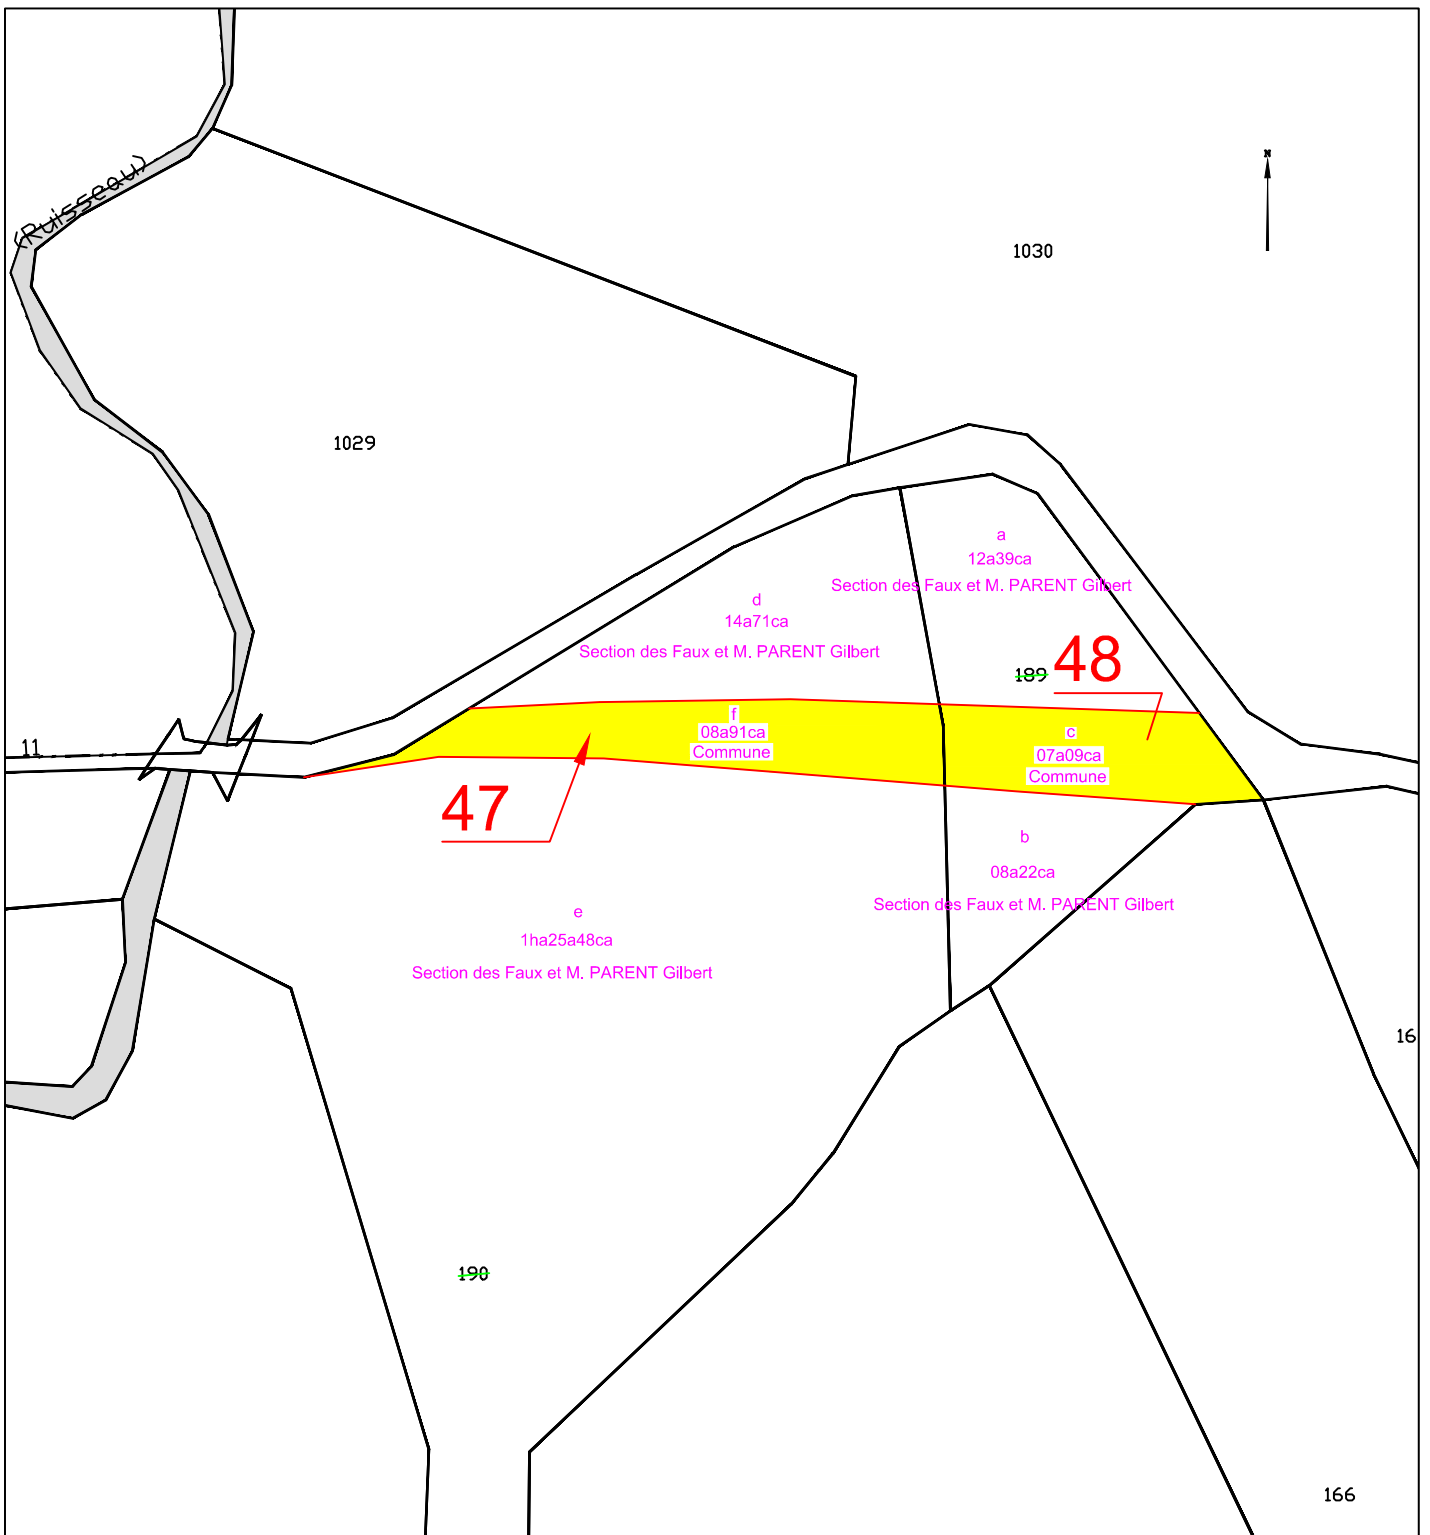 (Ruisseau)
N
1030
1029
a
12a39ca
Section des Faux et M. PARENT Gilbert
d
14a71ca
Section des Faux et M. PARENT Gilbert
189
48
f
08a91ca
Commune
c
07a09ca
Commune
11
47
b
08a22ca
Section des Faux et M. PARENT Gilbert
e
1ha25a48ca
Section des Faux et M. PARENT Gilbert
16
190
166